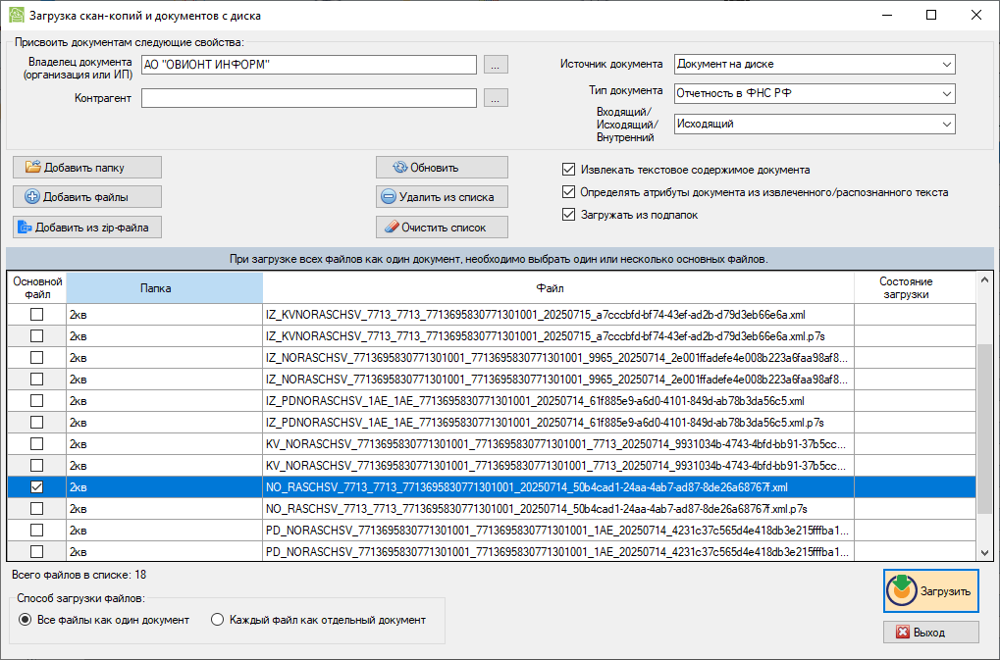 Загрузка скан-копий и документов с диска
Присвоить документам следующие свойства:
Владелец документа
(организация или ИП)
АО "ОВИОНТ ИНФОРМ"
...
Источник документа
Документ на диске
Контрагент
...
Тип документа
Отчетность в ФНС РФ
Входящий/
Исходящий/
Внутренний
Исходящий
Добавить папку
Обновить
Извлекать текстовое содержимое документа
Добавить файлы
Удалить из списка
Определять атрибуты документа из извлеченного/распознанного текста
Добавить из zip-файла
Очистить список
Загружать из подпапок
При загрузке всех файлов как один документ, необходимо выбрать один или несколько основных файлов.
Основной файл
Папка
Файл
Состояние загрузки
2кв IZ_KVNORASCHSV_7713_7713_7713695830771301001_20250715_a7cccbfd-bf74-43ef-ad2b-d79d3eb66e6a.xml
2кв IZ_KVNORASCHSV_7713_7713_7713695830771301001_20250715_a7cccbfd-bf74-43ef-ad2b-d79d3eb66e6a.xml.p7s
2кв IZ_NORASCHSV_7713695830771301001_7713695830771301001_9965_20250714_2e001ffadefe4e008b223a6faa98af8...
2кв IZ_NORASCHSV_7713695830771301001_7713695830771301001_9965_20250714_2e001ffadefe4e008b223a6faa98af8...
2кв IZ_PDNORASCHSV_1AE_1AE_7713695830771301001_20250714_61f885e9-a6d0-4101-849d-ab78b3da56c5.xml
2кв IZ_PDNORASCHSV_1AE_1AE_7713695830771301001_20250714_61f885e9-a6d0-4101-849d-ab78b3da56c5.xml.p7s
2кв KV_NORASCHSV_7713695830771301001_7713695830771301001_7713_20250714_9931034b-4743-4bfd-bb91-37b5cc...
2кв KV_NORASCHSV_7713695830771301001_7713695830771301001_7713_20250714_9931034b-4743-4bfd-bb91-37b5cc...
2кв NO_RASCHSV_7713_7713_7713695830771301001_20250714_50b4cad1-24aa-4ab7-ad87-8de26a68767f.xml
2кв NO_RASCHSV_7713_7713_7713695830771301001_20250714_50b4cad1-24aa-4ab7-ad87-8de26a68767f.xml.p7s
2кв PD_NORASCHSV_7713695830771301001_7713695830771301001_1AE_20250714_4231c37c565d4e418db3e215fffba1...
2кв PD_NORASCHSV_7713695830771301001_7713695830771301001_1AE_20250714_4231c37c565d4e418db3e215fffba1...
Всего файлов в списке: 18
Способ загрузки файлов:
Все файлы как один документ
Каждый файл как отдельный документ
Загрузить
Выход